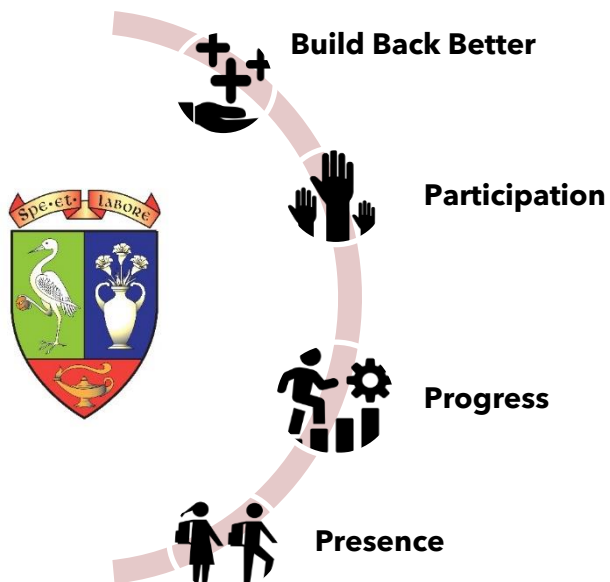 Build Back Better
Participation
Spe·et· Labore
Progress
Presence